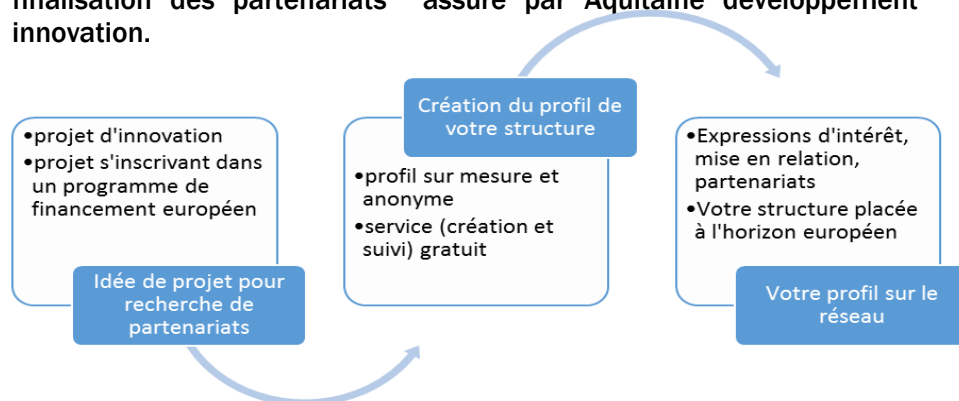 finalisation des partenariats assuré par Aquitaine développement
innovation.
•projet d'innovation
•projet s'inscrivant dans
un programme de
financement européen
Idée de projet pour
recherche de
partenariats
Création du profil de
votre structure
•profil sur mesure et
anonyme
•service (création et
suivi) gratuit
•Expressions d'intérêt,
mise en relation,
partenariats
•Votre structure placée
à l'horizon européen
Votre profil sur le
réseau